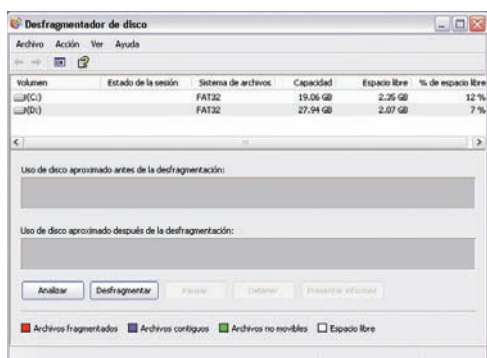 Desfragmentador de disco
Archivo Acción Ver Ayuda
Volumen Estado de la sesión Sistema de archivos Capacidad Espacio libre % de espacio libre
(C:) FAT32 19.06 GB 2.35 GB 12 %
(D:) FAT32 27.94 GB 2.07 GB 7 %
Uso de disco aproximado antes de la desfragmentación:
Uso de disco aproximado después de la desfragmentación:
Analizar Desfragmentar Pausar Detener Presentar informes
Archivos fragmentados Archivos contiguos Archivos no movibles Espacio libre